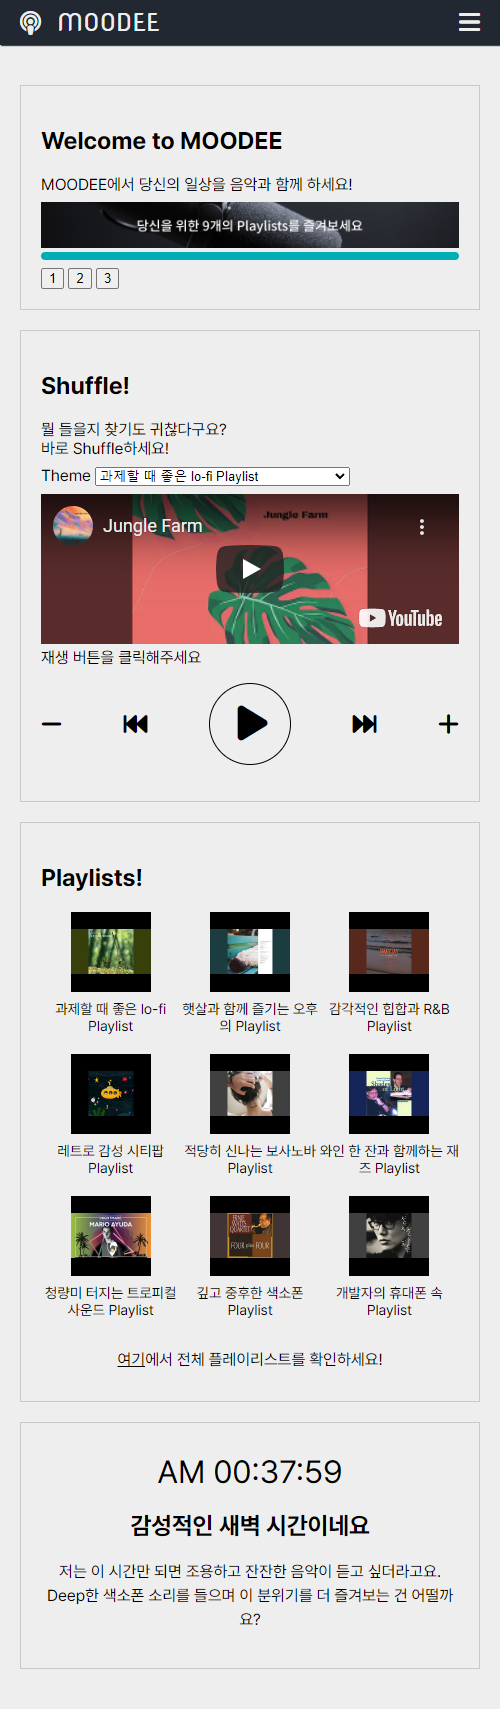 MOODEE
Welcome to MOODEE
MOODEE에서 당신의 일상을 음악과 함께 하세요!
당신을 위한 9개의 Playlists를 즐겨보세요
1 2 3
Shuffle!
뭘 들을지 찾기도 귀찮다구요?
바로 Shuffle하세요!
Theme 과제할 때 좋은 lo-fi Playlist
Jungle Farm
Jungle Farm
YouTube
재생 버튼을 클릭해주세요
Playlists!
과제할 때 좋은 lo-fi
Playlist
햇살과 함께 즐기는 오후
의 Playlist
감각적인 힙합과 R&B
Playlist
레트로 감성 시티팝
Playlist
적당히 신나는 보사노바
Playlist
와인 한 잔과 함께하는 재
즈 Playlist
MARIO AYUDA
청량미 터지는 트로피컬
사운드 Playlist
FOUR plus FOUR
깊고 중후한 색소폰
Playlist
개발자의 휴대폰 속
Playlist
여기에서 전체 플레이리스트를 확인하세요!
AM 00:37:59
감성적인 새벽 시간이네요
저는 이 시간만 되면 조용하고 잔잔한 음악이 듣고 싶더라고요.
Deep한 색소폰 소리를 들으며 이 분위기를 더 즐겨보는 건 어떨까
요?